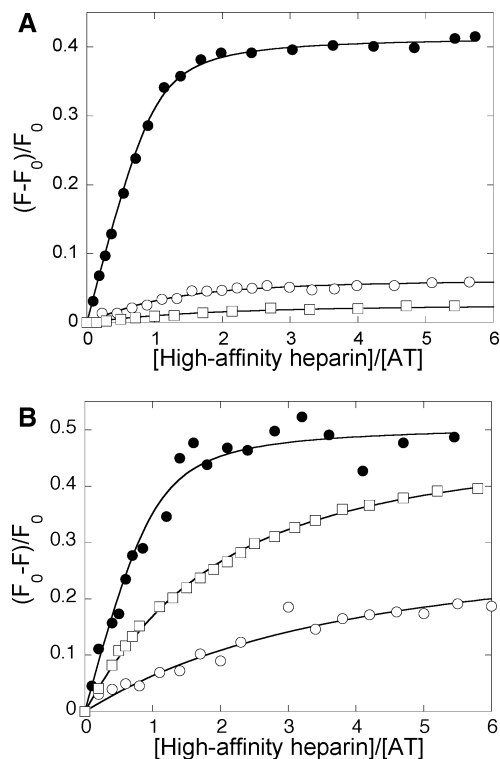 A
0.4
0.3
0.2
0.1
0
(F-F₀)/F₀
0 1 2 3 4 5 6
[High-affinity heparin]/[AT]
B
0.5
0.4
0.3
0.2
0.1
0
(F₀-F)/F₀
0 1 2 3 4 5 6
[High-affinity heparin]/[AT]